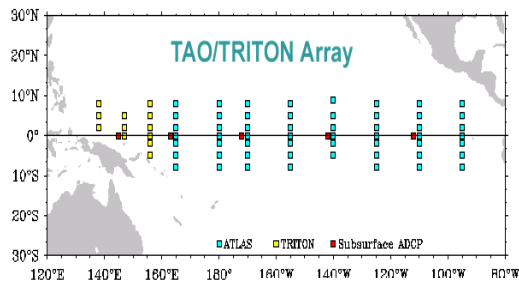 30°N
TAO/TRITON Array
20°N
10°N
0°
10°S
20°S
ATLAS TRITON Subsurface ADCP
30°S
120°E 140°E 160°E 180° 160°W 140°W 120°W 100°W 80°W